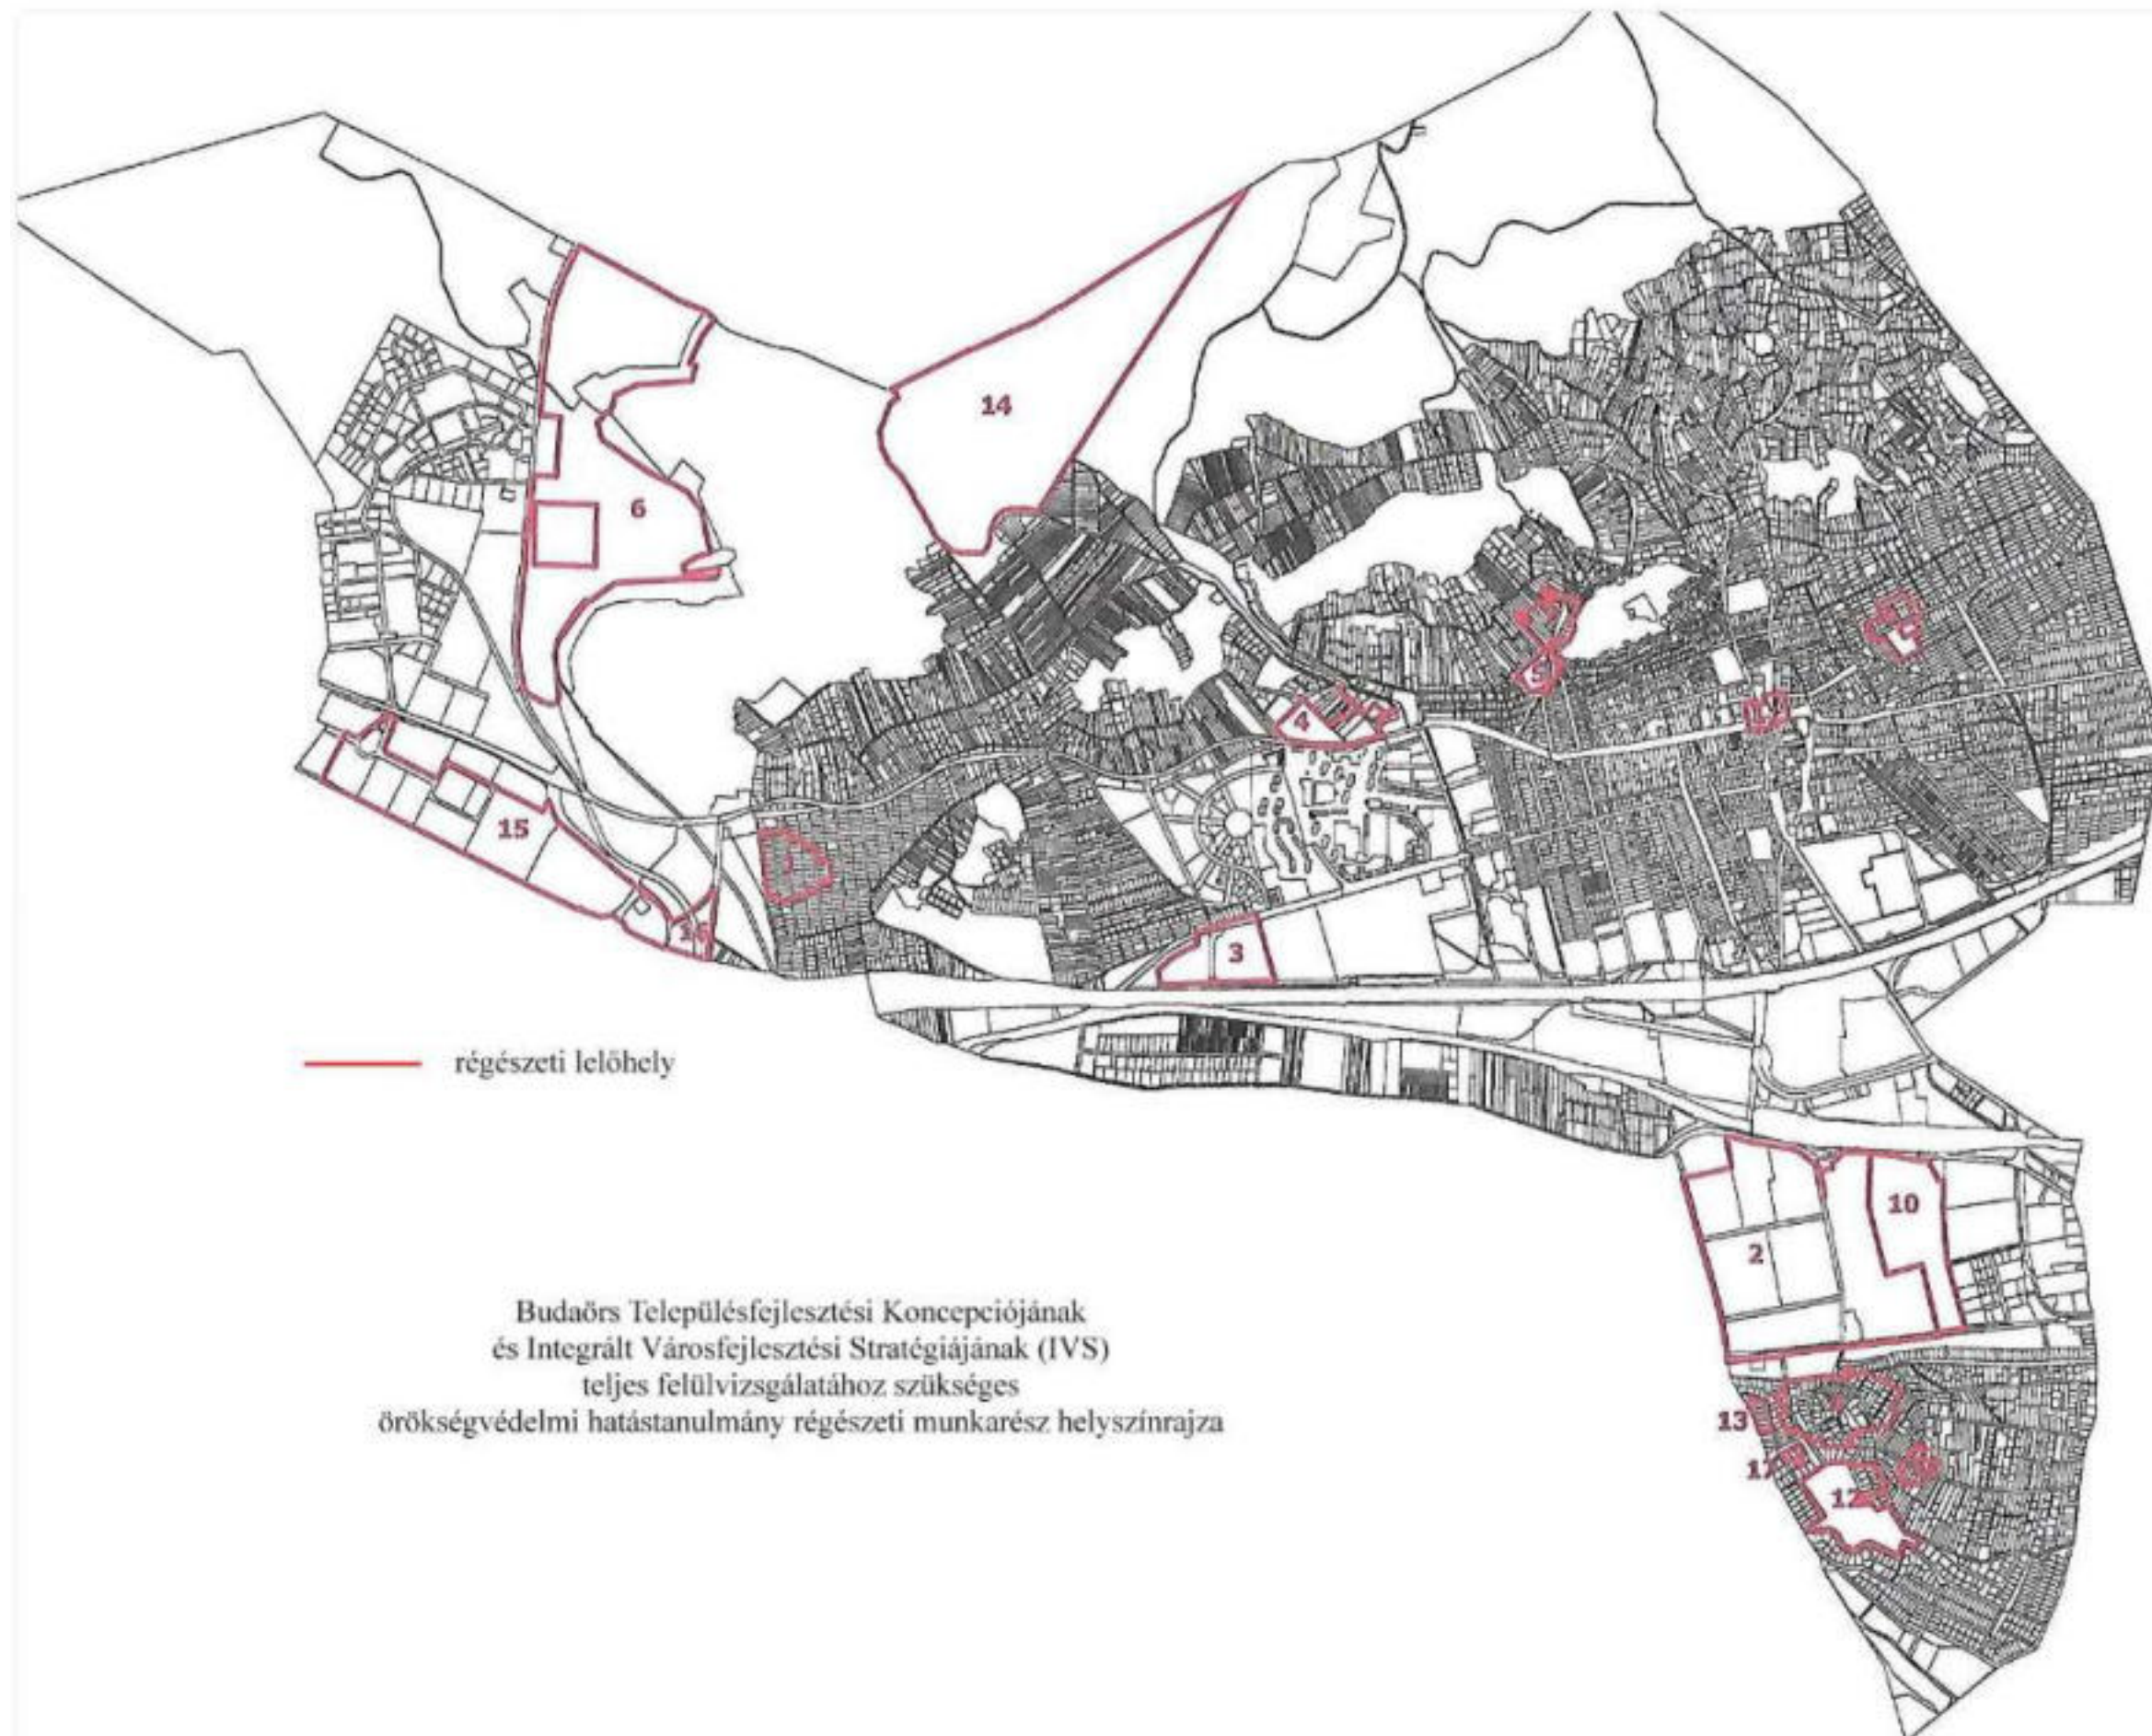 14
6
5
4
15
3
régészeti lelőhely
10
2
Budaörs Településfejlesztési Koncepciójának
és Integrált Városfejlesztési Stratégiájának (IVS)
teljes felülvizsgálatához szükséges
örökségvédelmi hatástanulmány régészeti munkarész helyszínrajza
13
12